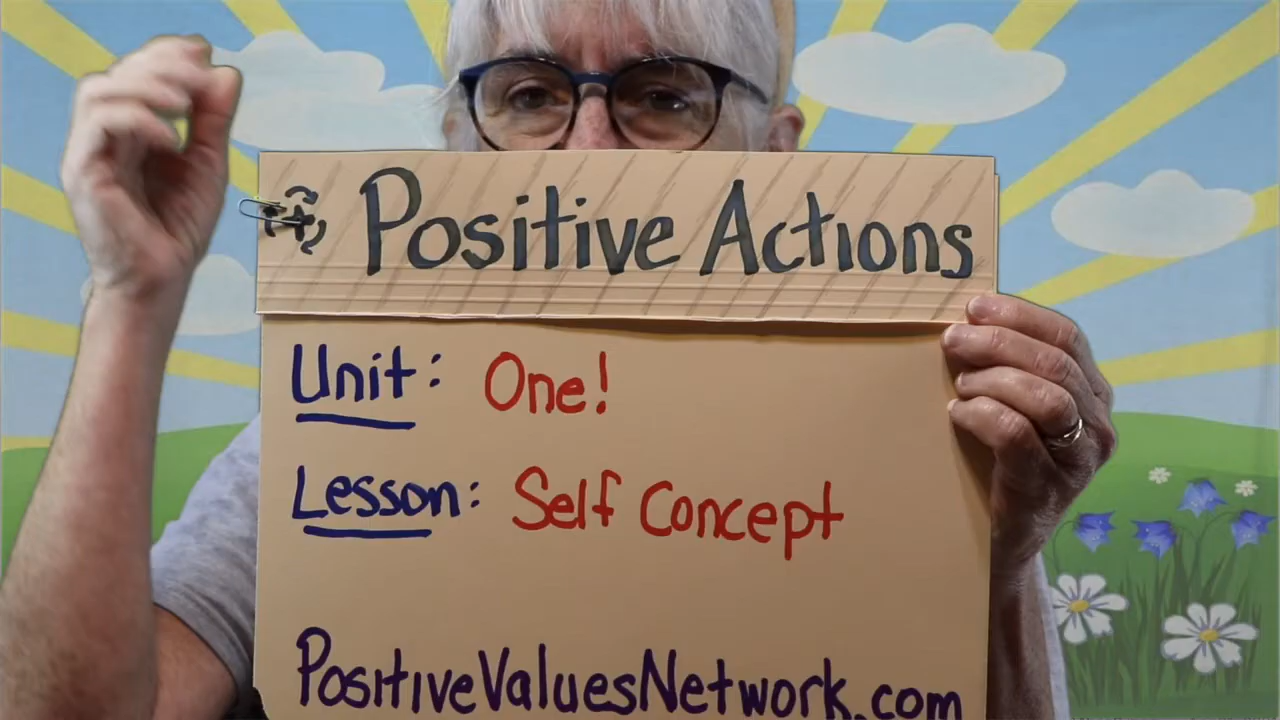 Positive Actions
Unit: One!
Lesson: Self Concept
PositiveValuesNetwork.com